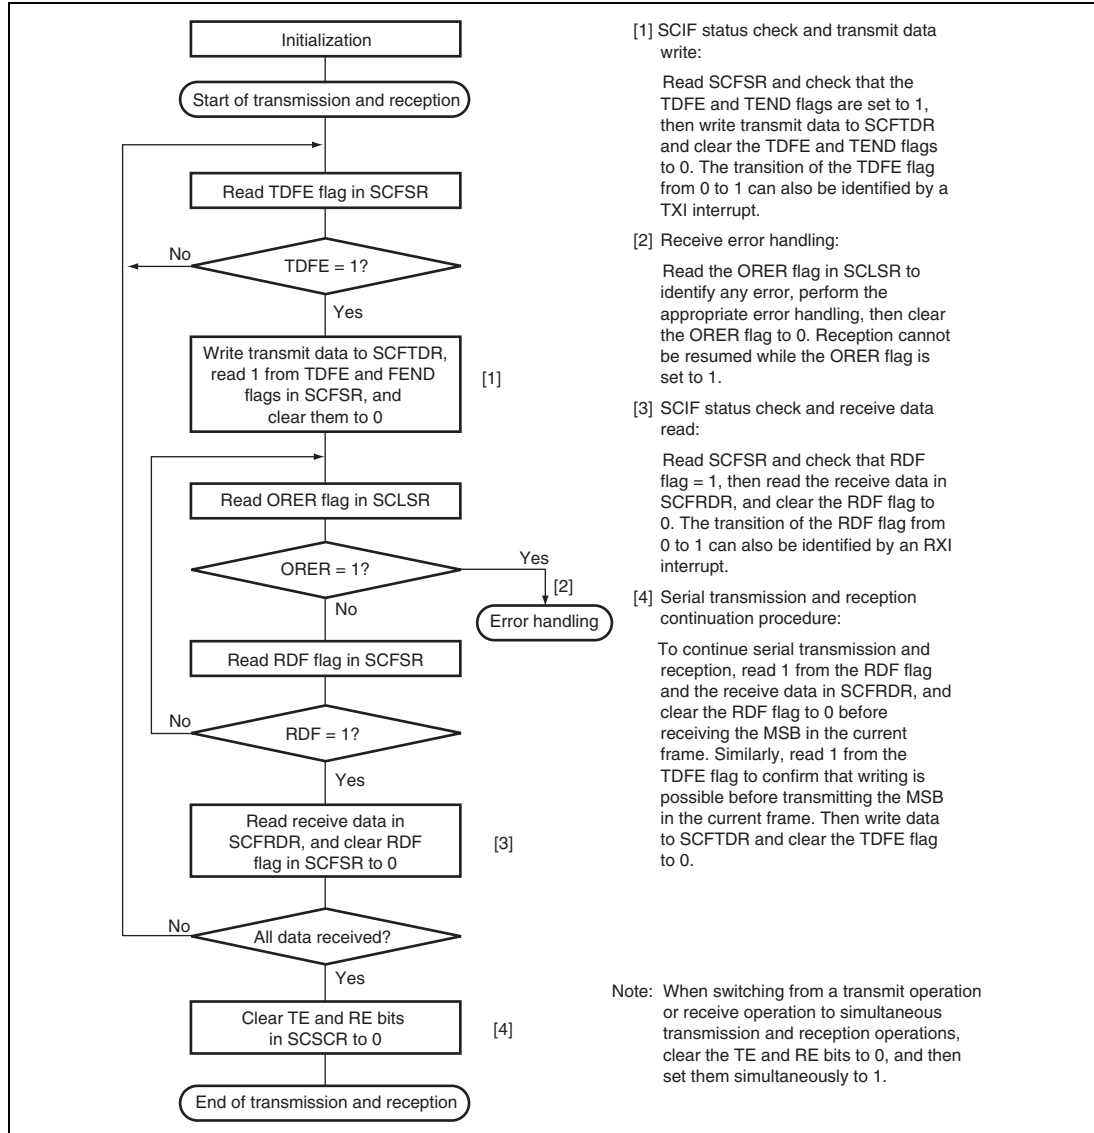 Initialization
Start of transmission and reception
Read TDFE flag in SCFSR
No
TDFE = 1?
Yes
Write transmit data to SCFTDR,
read 1 from TDFE and FEND
flags in SCFSR, and
clear them to 0
[1]
Read ORER flag in SCLSR
ORER = 1?
Yes
[2]
No
Error handling
Read RDF flag in SCFSR
No
RDF = 1?
Yes
Read receive data in
SCFRDR, and clear RDF
flag in SCFSR to 0
[3]
No
All data received?
Yes
Clear TE and RE bits
in SCSCR to 0
[4]
End of transmission and reception
[1] SCIF status check and transmit data
write:
Read SCFSR and check that the
TDFE and TEND flags are set to 1,
then write transmit data to SCFTDR
and clear the TDFE and TEND flags
to 0. The transition of the TDFE flag
from 0 to 1 can also be identified by a
TXI interrupt.
[2] Receive error handling:
Read the ORER flag in SCLSR to
identify any error, perform the
appropriate error handling, then clear
the ORER flag to 0. Reception cannot
be resumed while the ORER flag is
set to 1.
[3] SCIF status check and receive data
read:
Read SCFSR and check that RDF
flag = 1, then read the receive data in
SCFRDR, and clear the RDF flag to
0. The transition of the RDF flag from
0 to 1 can also be identified by an RXI
interrupt.
[4] Serial transmission and reception
continuation procedure:
To continue serial transmission and
reception, read 1 from the RDF flag
and the receive data in SCFRDR, and
clear the RDF flag to 0 before
receiving the MSB in the current
frame. Similarly, read 1 from the
TDFE flag to confirm that writing is
possible before transmitting the MSB
in the current frame. Then write data
to SCFTDR and clear the TDFE flag
to 0.
Note: When switching from a transmit operation
or receive operation to simultaneous
transmission and reception operations,
clear the TE and RE bits to 0, and then
set them simultaneously to 1.